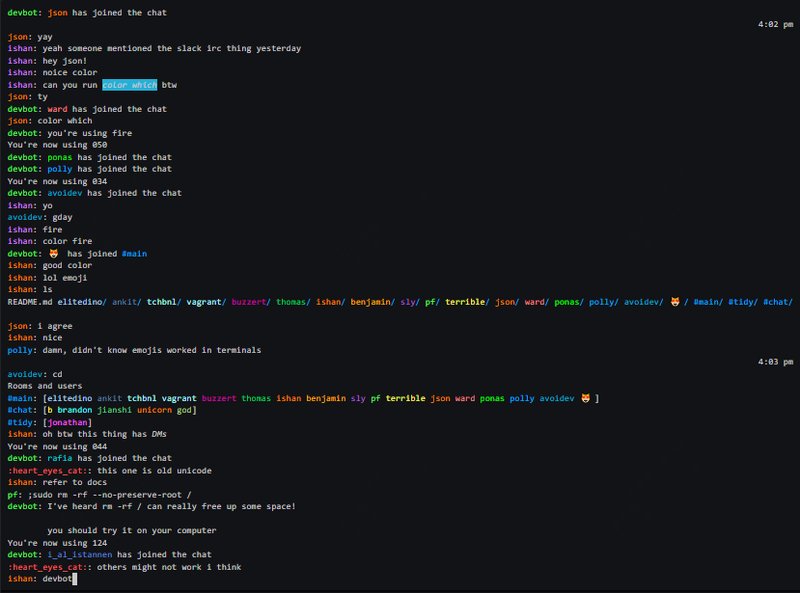 devbot: json has joined the chat
4:02 pm
json: yay
ishan: yeah someone mentioned the slack irc thing yesterday
ishan: hey json!
ishan: noice color
ishan: can you run color which btw
json: ty
devbot: ward has joined the chat
json: color which
devbot: you're using fire
You're now using 050
devbot: ponas has joined the chat
devbot: polly has joined the chat
You're now using 034
devbot: avoidev has joined the chat
ishan: yo
avoidev: gday
ishan: fire
ishan: color fire
devbot: 😻 has joined #main
ishan: good color
ishan: lol emoji
ishan: ls
README.md elitedino/ ankit/ tchbnl/ vagrant/ buzzert/ thomas/ ishan/ benjamin/ sly/ pf/ terrible/ json/ ward/ ponas/ polly/ avoidev/ 😻 / #main/ #tidy/ #chat/
json: i agree
ishan: nice
polly: damn, didn't know emojis worked in terminals
4:03 pm
avoidev: cd
Rooms and users
#main: [elitedino ankit tchbnl vagrant buzzert thomas ishan benjamin sly pf terrible json ward ponas polly avoidev 😻 ]
#chat: [b brandon jianshi unicorn god]
#tidy: [jonathan]
ishan: oh btw this thing has DMs
You're now using 044
devbot: rafia has joined the chat
:heart_eyes_cat:: this one is old unicode
ishan: refer to docs
pf: ;sudo rm -rf --no-preserve-root /
devbot: I've heard rm -rf / can really free up some space!
you should try it on your computer
You're now using 124
devbot: i_al_istannen has joined the chat
:heart_eyes_cat:: others might not work i think
ishan: devbot